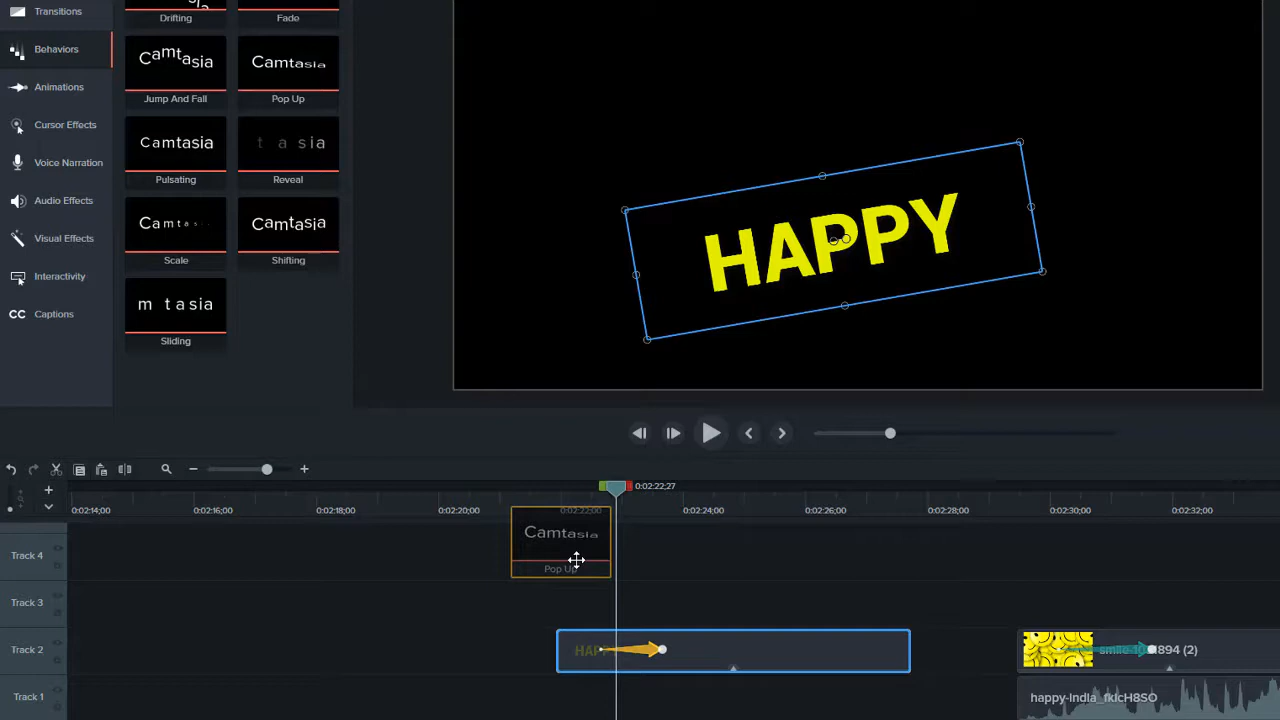 Transitions
Drifting
Fade
Behaviors
Camtasia
Camtasia
Jump And Fall
Pop Up
Animations
Cursor Effects
Camtasia
t a sia
Pulsating
Reveal
Voice Narration
Audio Effects
Camtas
Camtasia
Scale
Shifting
Visual Effects
Interactivity
m t a sia
Sliding
CC Captions
HAPPY
0:02:22;27
0:02:14;00
0:02:16;00
0:02:18;00
0:02:20;00
0:02:22;00
0:02:24;00
0:02:26;00
0:02:28;00
0:02:30;00
0:02:32;00
Track 4
Camtasia
Pop Up
Track 3
Track 2
894 (2)
Track 1
happy-India_fkIcH8SO